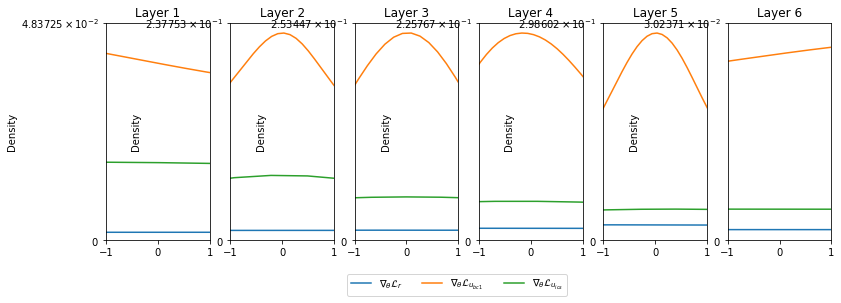 Layer 1
Layer 2
Layer 3
Layer 4
Layer 5
Layer 6
4.83725 × 10⁻²
2.37753 × 10⁻¹
2.53447 × 10⁻¹
2.25767 × 10⁻¹
2.98602 × 10⁻¹
3.02371 × 10⁻²
Density
Density
Density
Density
Density
Density
0
0
0
0
0
0
−1 0 1
−1 0 1
−1 0 1
−1 0 1
−1 0 1
−1 0 1
∇θℒr
∇θℒu_bc1
∇θℒu_ics